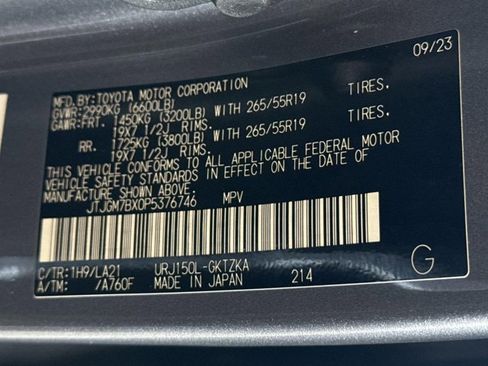 MFD.BY:TOYOTA MOTOR CORPORATION 09/23
GVWR:2990KG (6600LB)
GAWR:FRT. 1450KG (3200LB) WITH 265/55R19 TIRES,
19X7 1/2J RIMS.
RR. 1725KG (3800LB) WITH 265/55R19 TIRES,
19X7 1/2J RIMS.
THIS VEHICLE CONFORMS TO ALL APPLICABLE FEDERAL MOTOR
VEHICLE SAFETY STANDARDS IN EFFECT ON THE DATE OF
MANUFACTURE SHOWN ABOVE.
JTJGM7BX0P5376746 MPV
C/TR:1H9/LA21 URJ150L-GKTZKA
A/TM: /A760F MADE IN JAPAN 214 G